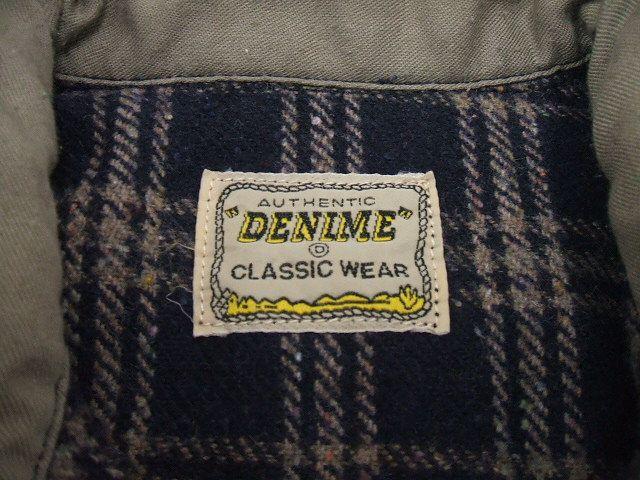 AUTHENTIC
"DENIME"
D
CLASSIC WEAR